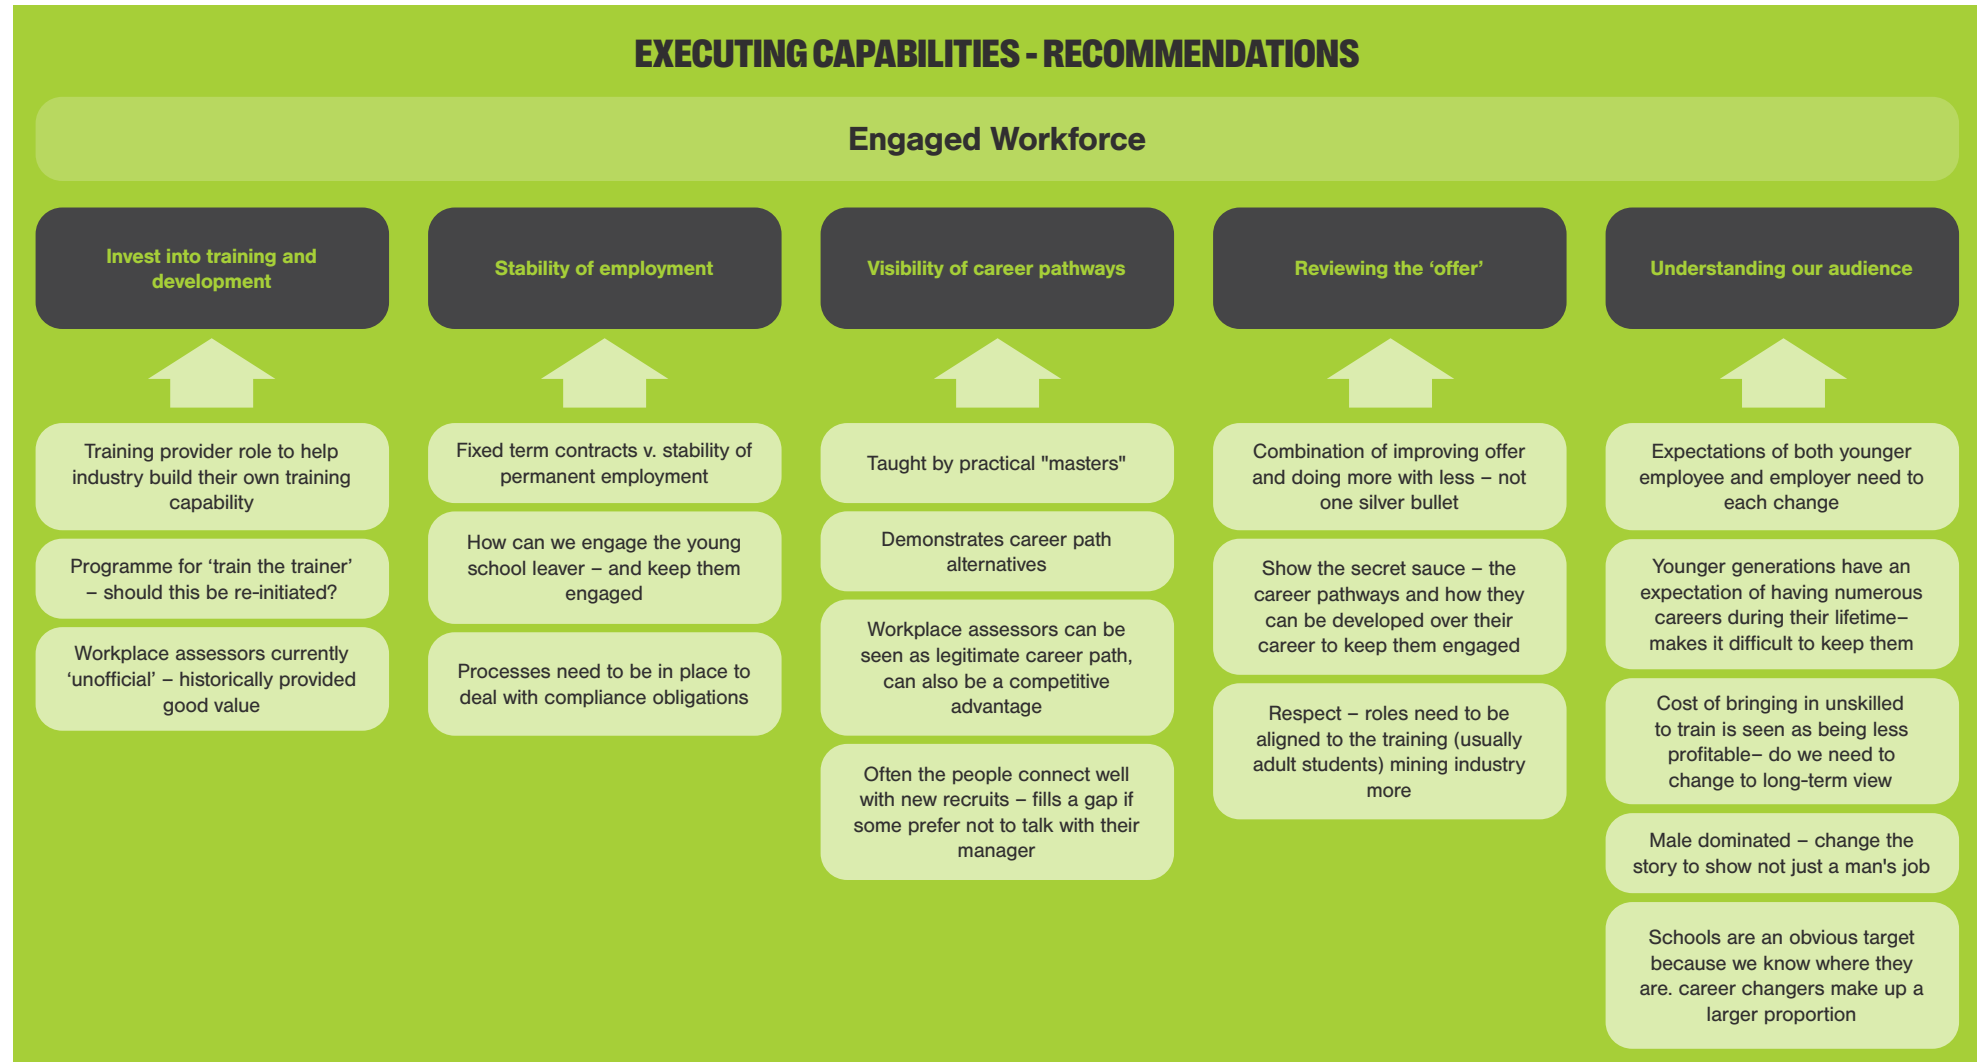 EXECUTING CAPABILITIES - RECOMMENDATIONS
Engaged Workforce
Invest into training and
development
Training provider role to help
industry build their own training
capability
Programme for ‘train the trainer’
– should this be re-initiated?
Workplace assessors currently
‘unofficial’ – historically provided
good value
Stability of employment
Fixed term contracts v. stability of
permanent employment
How can we engage the young
school leaver – and keep them
engaged
Processes need to be in place to
deal with compliance obligations
Visibility of career pathways
Taught by practical "masters"
Demonstrates career path
alternatives
Workplace assessors can be
seen as legitimate career path,
can also be a competitive
advantage
Often the people connect well
with new recruits – fills a gap if
some prefer not to talk with their
manager
Reviewing the ‘offer’
Combination of improving offer
and doing more with less – not
one silver bullet
Show the secret sauce – the
career pathways and how they
can be developed over their
career to keep them engaged
Respect – roles need to be
aligned to the training (usually
adult students) mining industry
more
Understanding our audience
Expectations of both younger
employee and employer need to
each change
Younger generations have an
expectation of having numerous
careers during their lifetime–
makes it difficult to keep them
Cost of bringing in unskilled
to train is seen as being less
profitable– do we need to
change to long-term view
Male dominated – change the
story to show not just a man's job
Schools are an obvious target
because we know where they
are. career changers make up a
larger proportion